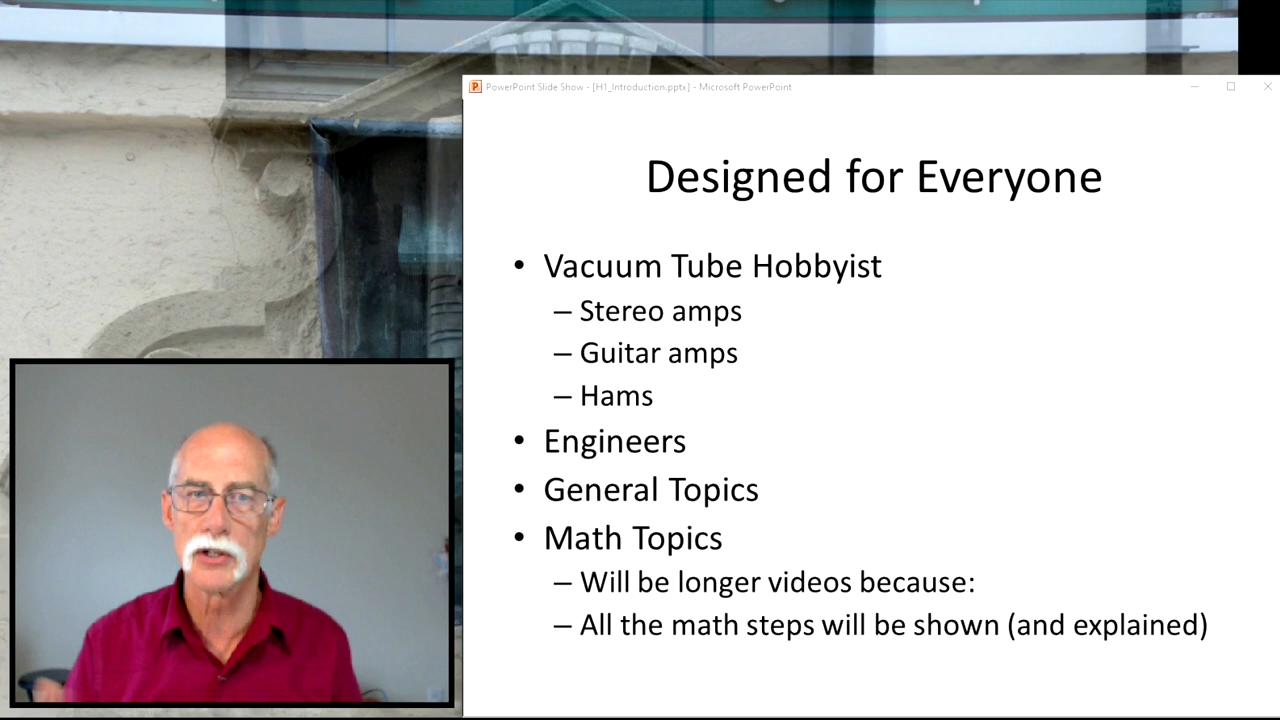 PowerPoint Slide Show - [H1_Introduction.pptx] - Microsoft PowerPoint
Designed for Everyone
• Vacuum Tube Hobbyist
– Stereo amps
– Guitar amps
– Hams
• Engineers
• General Topics
• Math Topics
– Will be longer videos because:
– All the math steps will be shown (and explained)